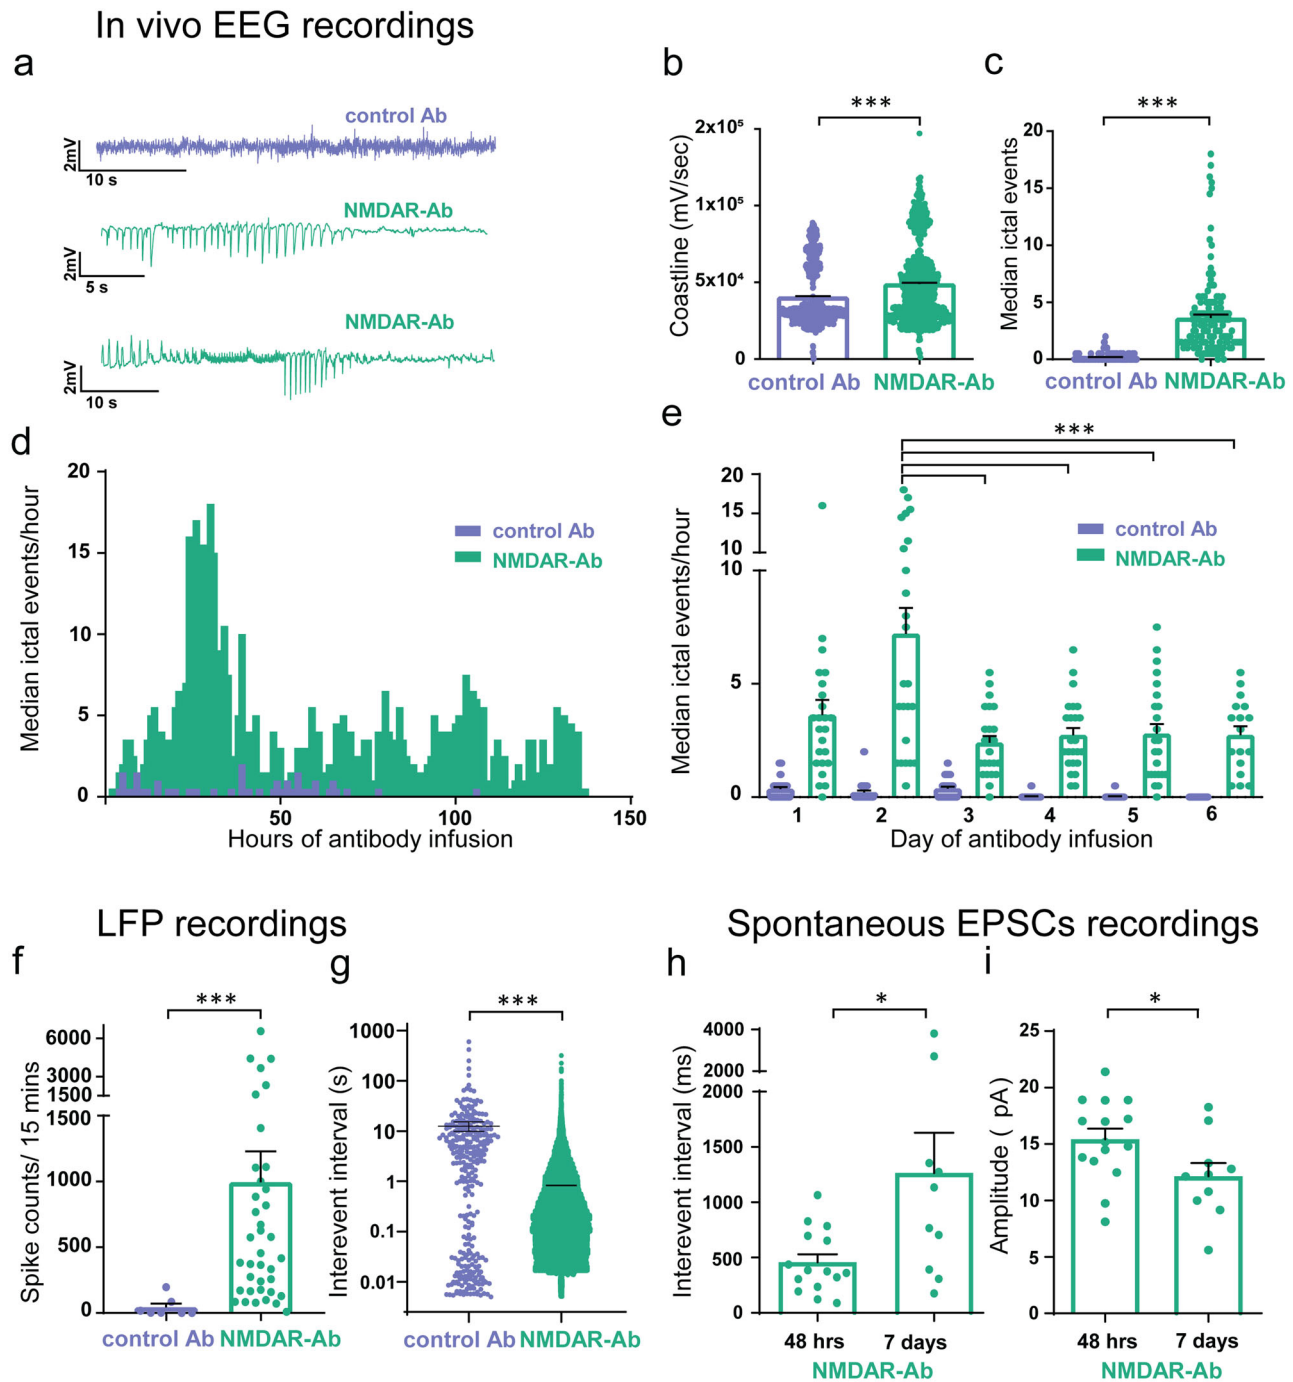 In vivo EEG recordings
a
control Ab
2mV
10 s
NMDAR-Ab
2mV
5 s
NMDAR-Ab
2mV
10 s
b
***
Coastline (mV/sec)
2x10⁵
1x10⁵
5x10⁴
0
control Ab NMDAR-Ab
c
***
Median ictal events
20
15
10
5
0
control Ab NMDAR-Ab
d
Median ictal events/hour
20
15
10
5
0
control Ab
NMDAR-Ab
50 100 150
Hours of antibody infusion
e
***
Median ictal events/hour
20
15
10
10
5
0
control Ab
NMDAR-Ab
1 2 3 4 5 6
Day of antibody infusion
LFP recordings
f
***
Spike counts/ 15 mins
6000
3000
1500
1500
1000
500
0
control Ab NMDAR-Ab
g
***
Interevent interval (s)
1000
100
10
1
0.1
0.01
control Ab NMDAR-Ab
Spontaneous EPSCs recordings
h
*
Interevent interval (ms)
4000
2000
2000
1500
1000
500
0
48 hrs 7 days
NMDAR-Ab
i
*
Amplitude ( pA)
25
20
15
10
5
0
48 hrs 7 days
NMDAR-Ab